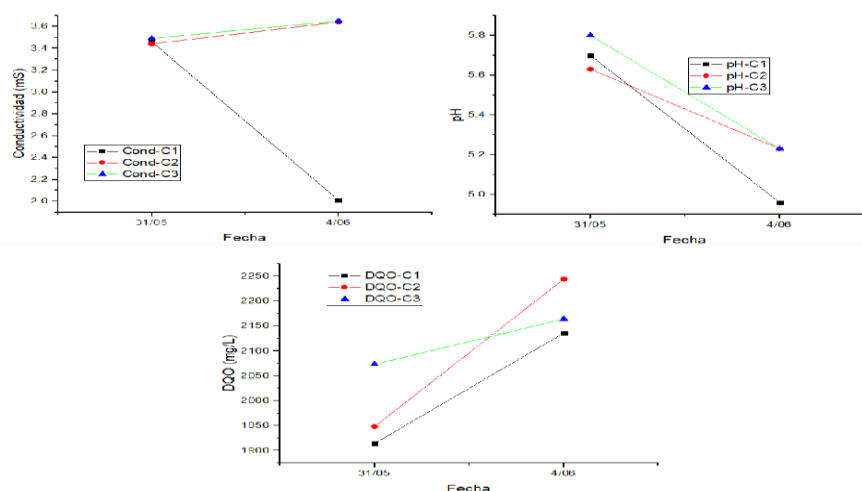 3.6
3.4
3.2
3.0
2.8
2.6
2.4
2.2
2.0
Conductividad (mS)
Cond-C1
Cond-C2
Cond-C3
31/05
4/06
Fecha
5.8
5.6
5.4
5.2
5.0
pH
pH-C1
pH-C2
pH-C3
31/05
4/06
Fecha
2250
2200
2150
2100
2050
2000
1950
1900
DQO (mg/L)
DQO-C1
DQO-C2
DQO-C3
31/05
4/06
Fecha